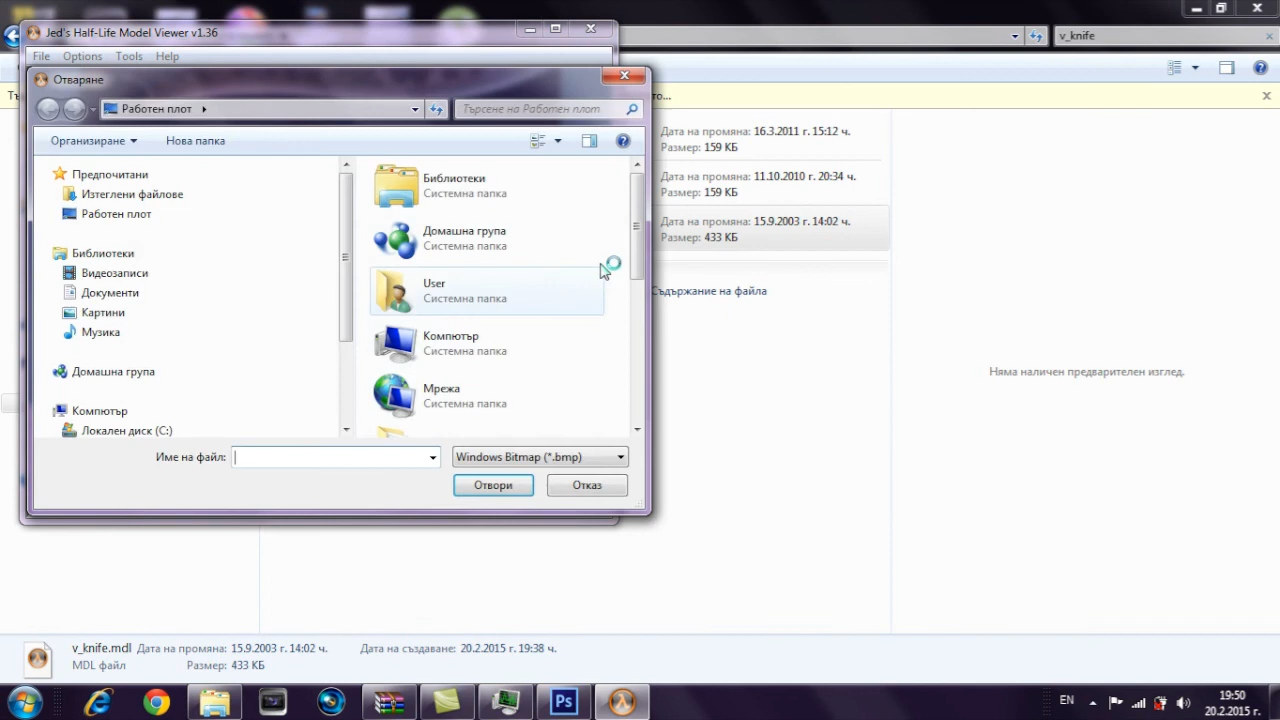 Jed's Half-Life Model Viewer v1.36
v_knife
File Options Tools Help
Отваряне
Работен плот
Търсене на Работен плот
Организиране
Нова папка
Предпочитани
Изтеглени файлове
Работен плот
Библиотеки
Видеозаписи
Документи
Картини
Музика
Домашна група
Компютър
Локален диск (C:)
Библиотеки
Системна папка
Домашна група
Системна папка
User
Системна папка
Компютър
Системна папка
Мрежа
Системна папка
Име на файл:
Windows Bitmap (*.bmp)
Отвори
Отказ
Дата на промяна: 16.3.2011 г. 15:12 ч.
Размер: 159 КБ
Дата на промяна: 11.10.2010 г. 20:34 ч.
Размер: 159 КБ
Дата на промяна: 15.9.2003 г. 14:02 ч.
Размер: 433 КБ
Съдържание на файла
Няма наличен предварителен изглед.
v_knife.mdl Дата на промяна: 15.9.2003 г. 14:02 ч. Дата на създаване: 20.2.2015 г. 19:38 ч.
MDL файл Размер: 433 КБ
Ps
EN
19:50
20.2.2015 г.